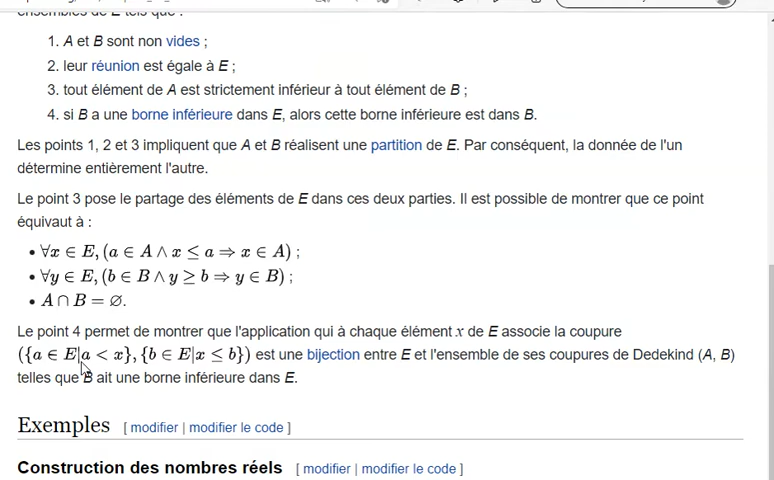 ensembles de E tels que :
1. A et B sont non vides ;
2. leur réunion est égale à E ;
3. tout élément de A est strictement inférieur à tout élément de B ;
4. si B a une borne inférieure dans E, alors cette borne inférieure est dans B.
Les points 1, 2 et 3 impliquent que A et B réalisent une partition de E. Par conséquent, la donnée de l'un
détermine entièrement l'autre.
Le point 3 pose le partage des éléments de E dans ces deux parties. Il est possible de montrer que ce point
équivaut à :
• ∀x ∈ E, (a ∈ A ∧ x ≤ a ⇒ x ∈ A) ;
• ∀y ∈ E, (b ∈ B ∧ y ≥ b ⇒ y ∈ B) ;
• A ∩ B = ∅.
Le point 4 permet de montrer que l'application qui à chaque élément x de E associe la coupure
({a ∈ E|a < x}, {b ∈ E|x ≤ b}) est une bijection entre E et l'ensemble de ses coupures de Dedekind (A, B)
telles que B ait une borne inférieure dans E.
Exemples [ modifier | modifier le code ]
Construction des nombres réels [ modifier | modifier le code ]